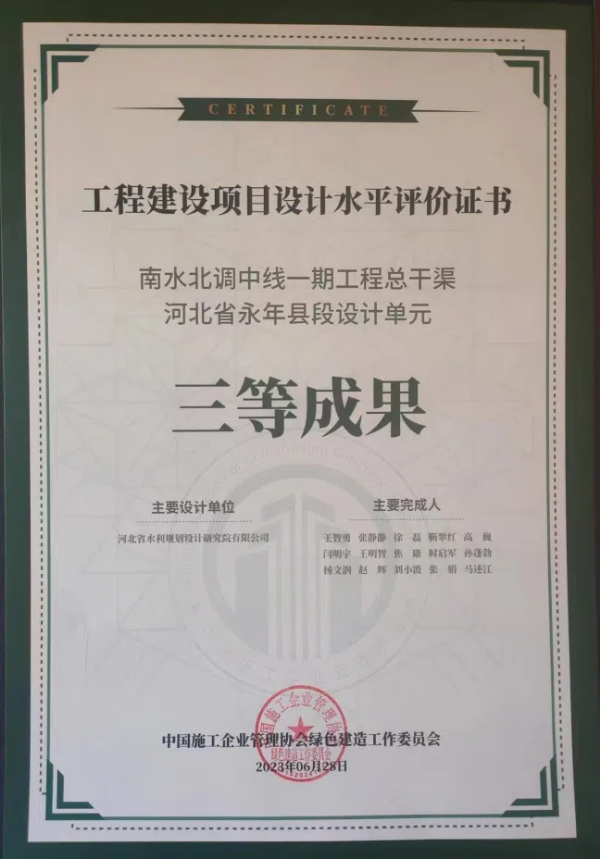 CERTIFICATE
工程建设项目设计水平评价证书
南水北调中线一期工程总干渠
河北省永年县段设计单元
三等成果
主要设计单位
河北省水利规划设计研究院有限公司
主要完成人
王智勇 张静静 徐磊 靳翠红 高巍
闫明宇 王明智 焦康 时启军 孙蓬勃
杨文润 赵辉 刘小波 张娟 马述江
中国施工企业管理协会绿色建造工作委员会
2023年06月28日